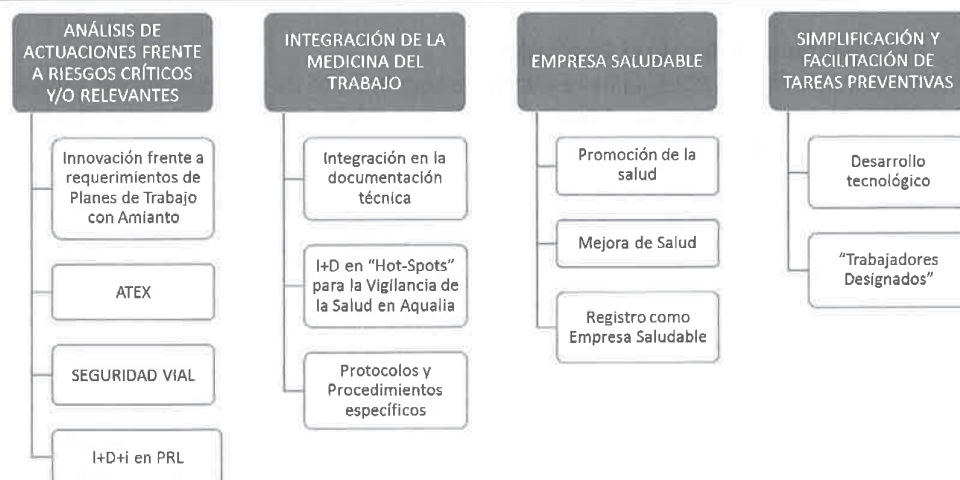 ANÁLISIS DE
ACTUACIONES FRENTE
A RIESGOS CRÍTICOS
Y/O RELEVANTES
Innovación frente a
requerimientos de
Planes de Trabajo
con Amianto
ATEX
SEGURIDAD VIAL
I+D+i en PRL
INTEGRACIÓN DE LA
MEDICINA DEL
TRABAJO
Integración en la
documentación
técnica
I+D en “Hot-Spots”
para la Vigilancia de
la Salud en Aqualia
Protocolos y
Procedimientos
específicos
EMPRESA SALUDABLE
Promoción de la
salud
Mejora de Salud
Registro como
Empresa Saludable
SIMPLIFICACIÓN Y
FACILITACIÓN DE
TAREAS PREVENTIVAS
Desarrollo
tecnológico
“Trabajadores
Designados”